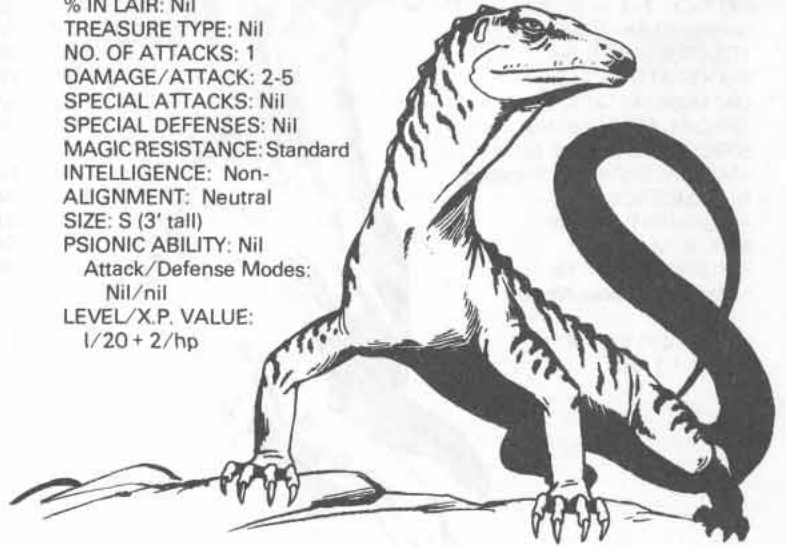 % IN LAIR: Nil
TREASURE TYPE: Nil
NO. OF ATTACKS: 1
DAMAGE/ATTACK: 2-5
SPECIAL ATTACKS: Nil
SPECIAL DEFENSES: Nil
MAGIC RESISTANCE: Standard
INTELLIGENCE: Non-
ALIGNMENT: Neutral
SIZE: S (3' tall)
PSIONIC ABILITY: Nil
Attack/Defense Modes:
Nil/nil
LEVEL/X.P. VALUE:
I/20 + 2/hp